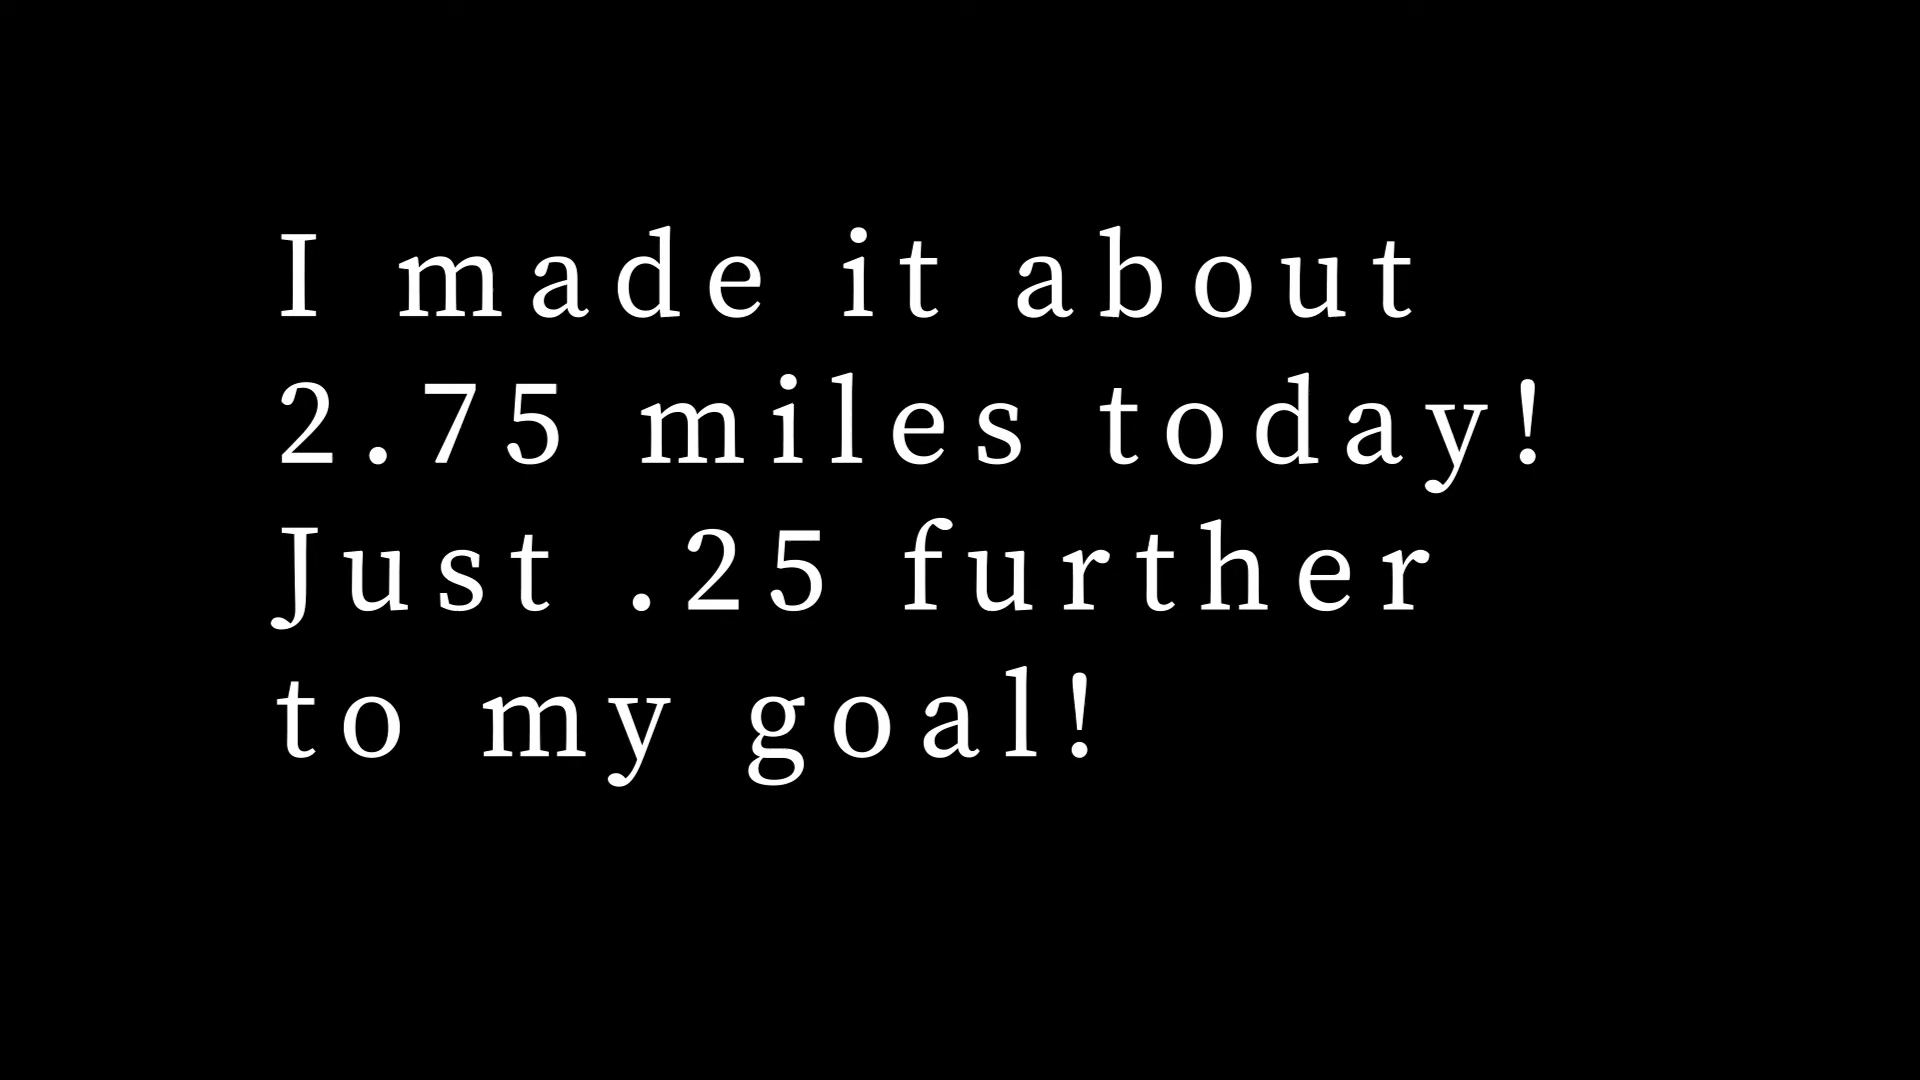 I made it about
2.75 miles today!
Just .25 further
to my goal!